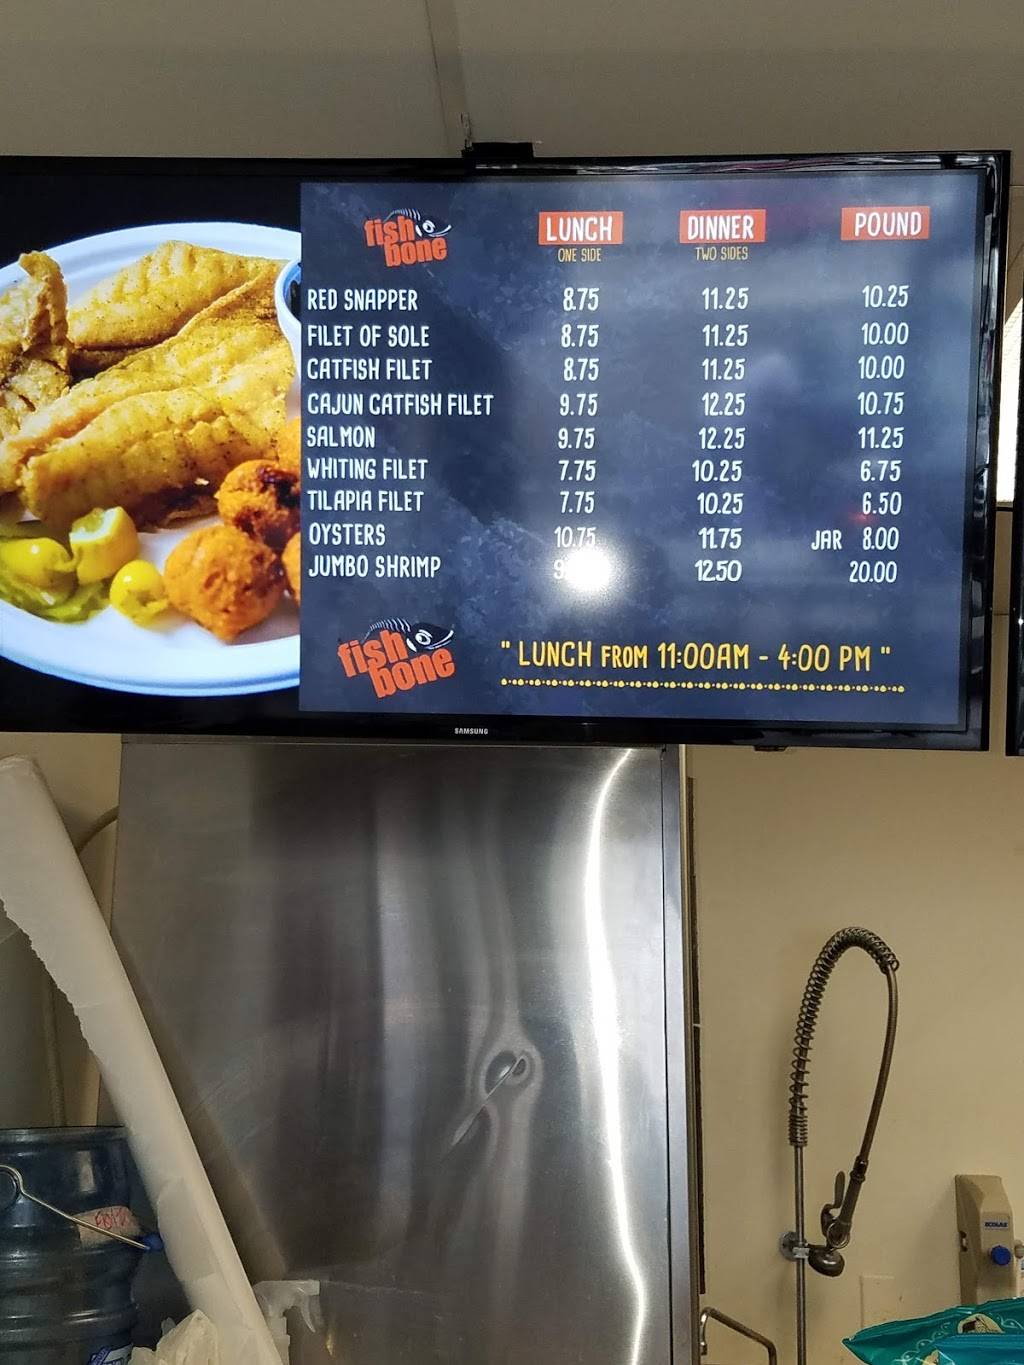 fish bone LUNCH DINNER POUND
ONE SIDE TWO SIDES
RED SNAPPER 8.75 11.25 10.25
FILET OF SOLE 8.75 11.25 10.00
CATFISH FILET 8.75 11.25 10.00
CAJUN CATFISH FILET 9.75 12.25 10.75
SALMON 9.75 12.25 11.25
WHITING FILET 7.75 10.25 6.75
TILAPIA FILET 7.75 10.25 6.50
OYSTERS 10.75 11.75 JAR 8.00
JUMBO SHRIMP 12.50 20.00
fish bone
" LUNCH FROM 11:00AM - 4:00 PM "
SAMSUNG
ECOLAB